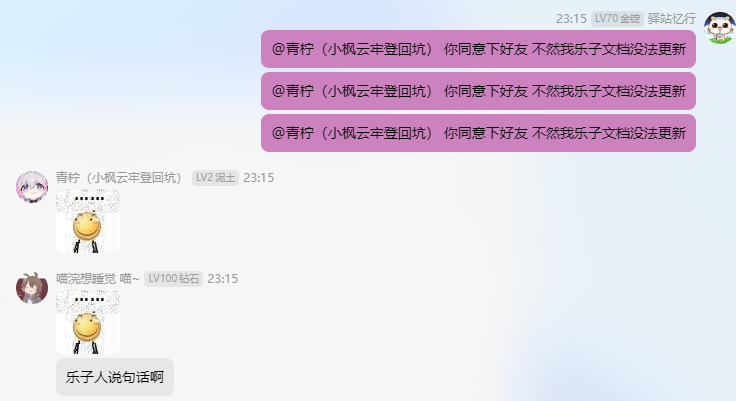 23:15 LV70 金锭 驿站忆行
@青柠（小枫云牢登回坑） 你同意下好友 不然我乐子文档没法更新
@青柠（小枫云牢登回坑） 你同意下好友 不然我乐子文档没法更新
@青柠（小枫云牢登回坑） 你同意下好友 不然我乐子文档没法更新
青柠（小枫云牢登回坑） LV2 泥土 23:15
······
喵浣想睡觉 喵~ LV100 钻石 23:15
······
乐子人说句话啊